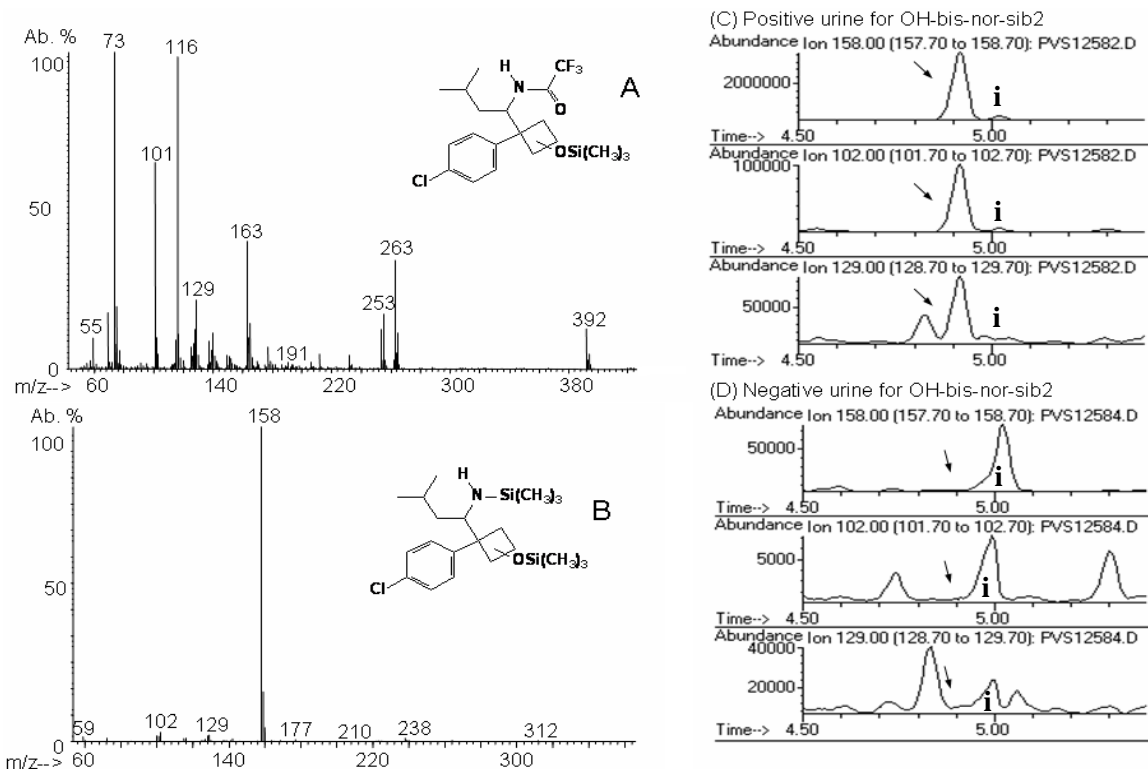 Ab. %
100
50
0
73
116
101
163
263
129
253
55
392
191
m/z-->
60
140
220
300
380
H
N
CF3
O
OSi(CH3)3
Cl
A
Ab. %
100
50
0
158
59
102
129
177
210
238
312
m/z-->
60
140
220
300
H
N–Si(CH3)3
OSi(CH3)3
Cl
B
(C) Positive urine for OH-bis-nor-sib2
Abundance Ion 158.00 (157.70 to 158.70): PVS12582.D
2000000
i
Time--> 4.50 5.00
Abundance Ion 102.00 (101.70 to 102.70): PVS12582.D
100000
i
Time--> 4.50 5.00
Abundance Ion 129.00 (128.70 to 129.70): PVS12582.D
50000
i
Time--> 4.50 5.00
(D) Negative urine for OH-bis-nor-sib2
Abundance Ion 158.00 (157.70 to 158.70): PVS12584.D
50000
i
Time--> 4.50 5.00
Abundance Ion 102.00 (101.70 to 102.70): PVS12584.D
5000
i
Time--> 4.50 5.00
Abundance Ion 129.00 (128.70 to 129.70): PVS12584.D
40000
20000
i
Time--> 4.50 5.00